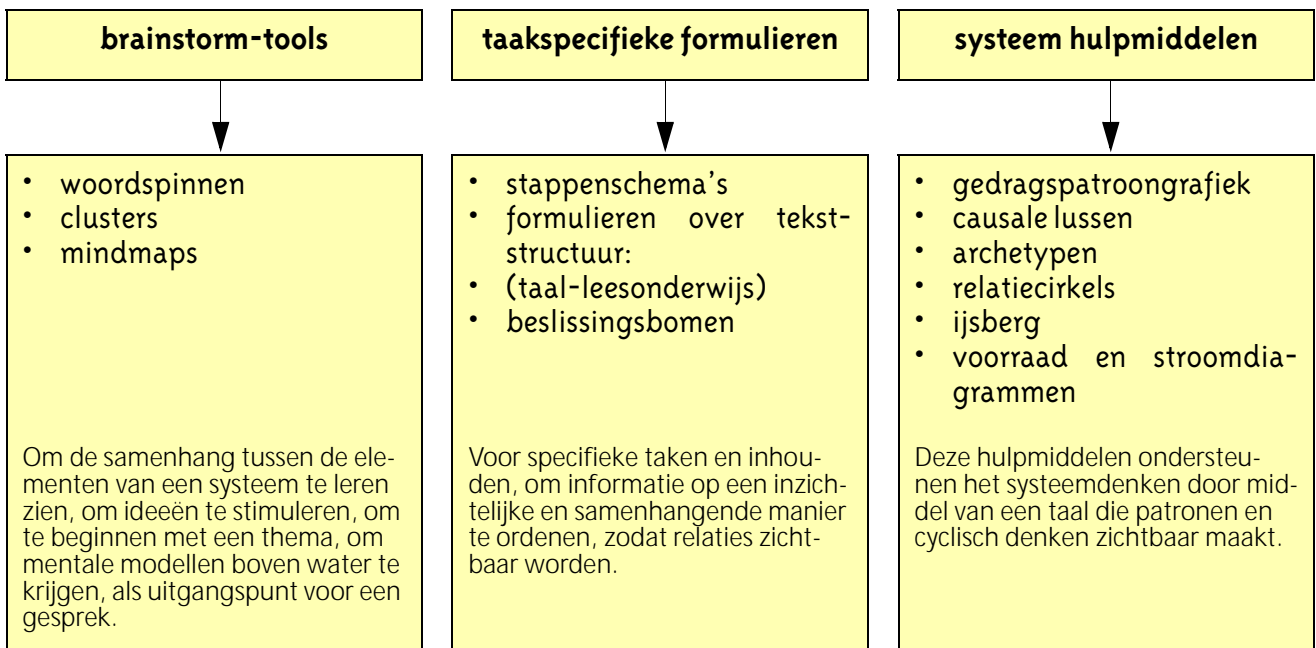 brainstorm-tools
• woordspinnen
• clusters
• mindmaps
Om de samenhang tussen de ele-
menten van een systeem te leren
zien, om ideeën te stimuleren, om
te beginnen met een thema, om
mentale modellen boven water te
krijgen, als uitgangspunt voor een
gesprek.
taakspecifieke formulieren
• stappenschema's
• formulieren over tekst-
structuur:
• (taal-leesonderwijs)
• beslissingsbomen
Voor specifieke taken en inhou-
den, om informatie op een inzich-
telijke en samenhangende manier
te ordenen, zodat relaties zicht-
baar worden.
systeem hulpmiddelen
• gedragspatroongrafiek
• causale lussen
• archetypen
• relatiecirkels
• ijsberg
• voorraad en stroomdia-
grammen
Deze hulpmiddelen ondersteu-
nen het systeemdenken door mid-
del van een taal die patronen en
cyclisch denken zichtbaar maakt.